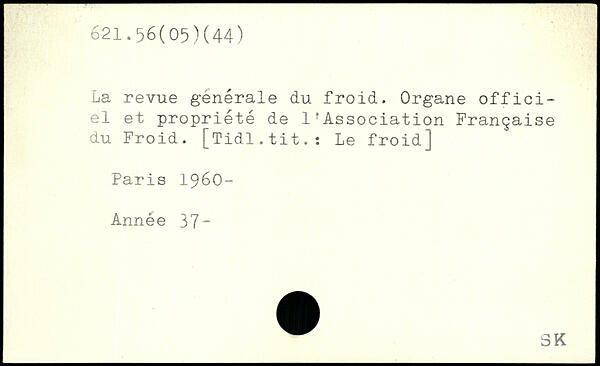 621.56(05)(44)
La revue générale du froid. Organe offici-
el et propriété de l'Association Française
du Froid. [Tidl.tit.: Le froid]
Paris 1960-
Année 37-
SK